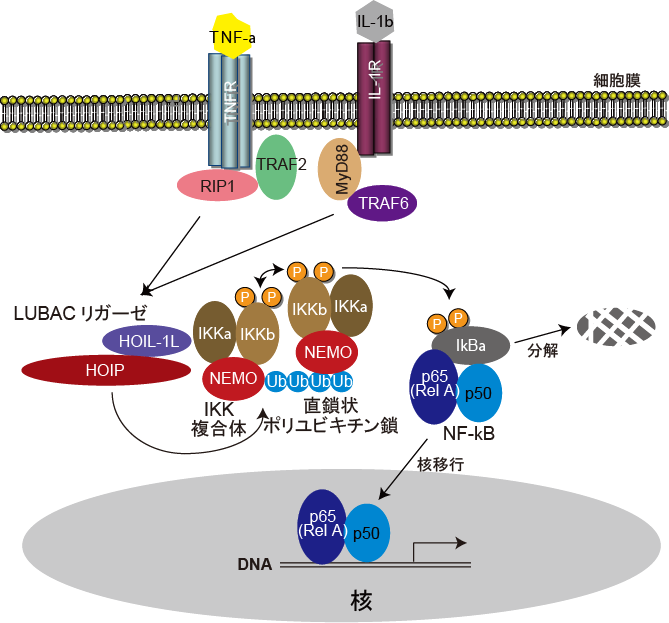 TNF-a
IL-1b
細胞膜
TNFR
IL-1R
TRAF2
MyD88
RIP1
TRAF6
P
P
P
P
LUBAC リガーゼ
IKKb
IKKa
P
P
IKKa
IKKb
HOIL-1L
IkBa
分解
NEMO
HOIP
NEMO
p65
(Rel A)
p50
Ub
Ub
Ub
Ub
IKK
複合体
直鎖状
ポリユビキチン鎖
NF-kB
核移行
p65
(Rel A)
p50
DNA
核